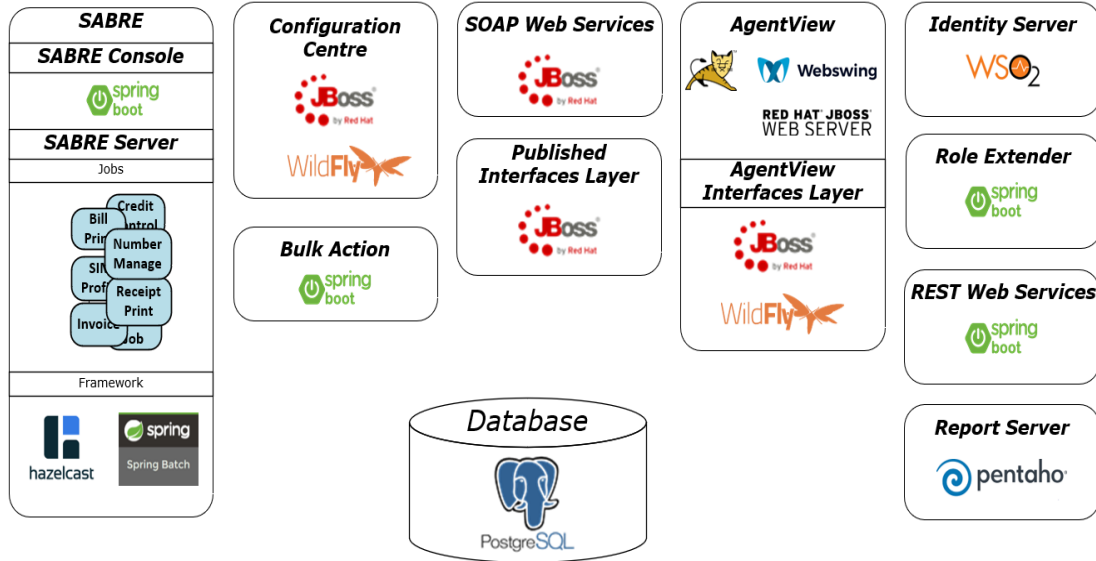 SABRE
SABRE Console
spring
boot
SABRE Server
Jobs
Credit
Bill
Number
Manage
Receipt
Print
Invoice
Job
Framework
hazelcast
spring
Spring Batch
Configuration
Centre
JBoss
by Red Hat
WildFly
Bulk Action
spring
boot
SOAP Web Services
JBoss
by Red Hat
Published
Interfaces Layer
JBoss
by Red Hat
AgentView
Webswing
RED HAT® JBOSS®
WEB SERVER
AgentView
Interfaces Layer
JBoss
by Red Hat
WildFly
Identity Server
WSO2
Role Extender
spring
boot
REST Web Services
spring
boot
Report Server
pentaho
Database
PostgreSQL